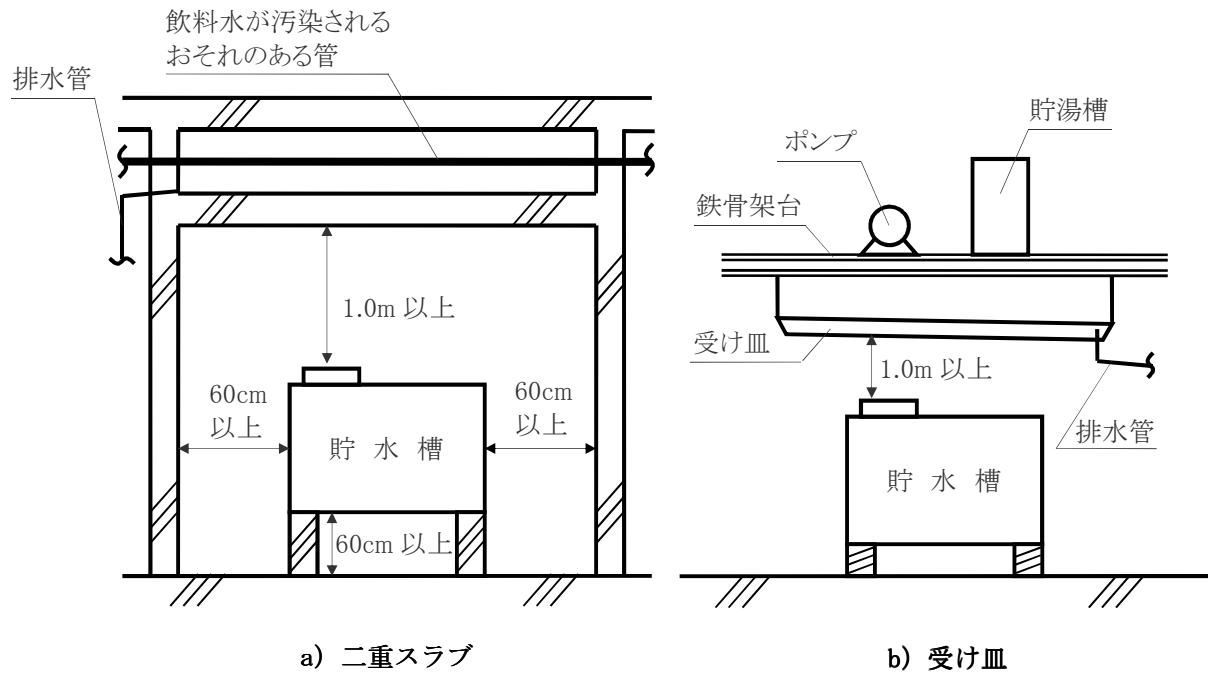 飲料水が汚染される
おそれのある管
排水管
1.0m 以上
60cm
以上
60cm
以上
貯 水 槽
60cm 以上
a) 二重スラブ
貯湯槽
ポンプ
鉄骨架台
受け皿
1.0m 以上
排水管
貯 水 槽
b) 受け皿